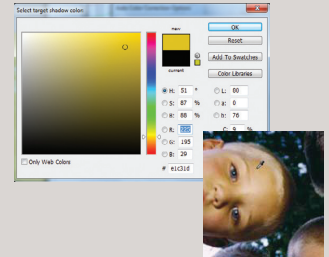 Select target shadow color:
new
current
OK
Reset
Add To Swatches
Color Libraries
H: 51 °
S: 87 %
B: 88 %
R: 225
G: 195
B: 29
L: 80
a: 0
b: 76
C: 9 %
# e1c31d
Only Web Colors